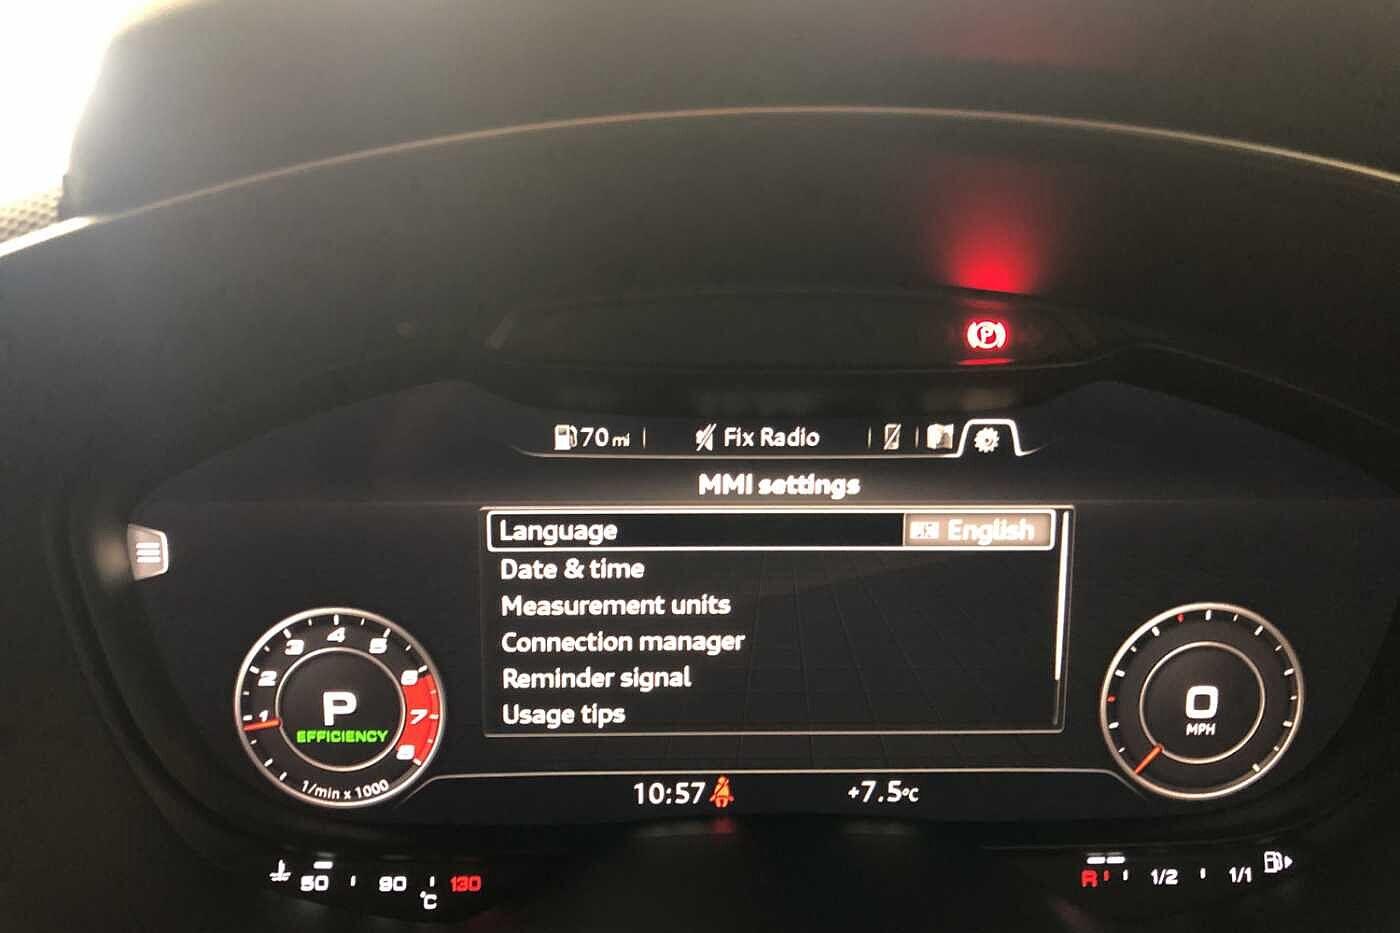 P
70 mi
Fix Radio
MMI settings
Language English
Date & time
Measurement units
Connection manager
Reminder signal
Usage tips
1 2 3 4 5 6 7 8
P
EFFICIENCY
1/min x 1000
0
MPH
10:57
+7.5°C
50 90 130
°C
R 1/2 1/1